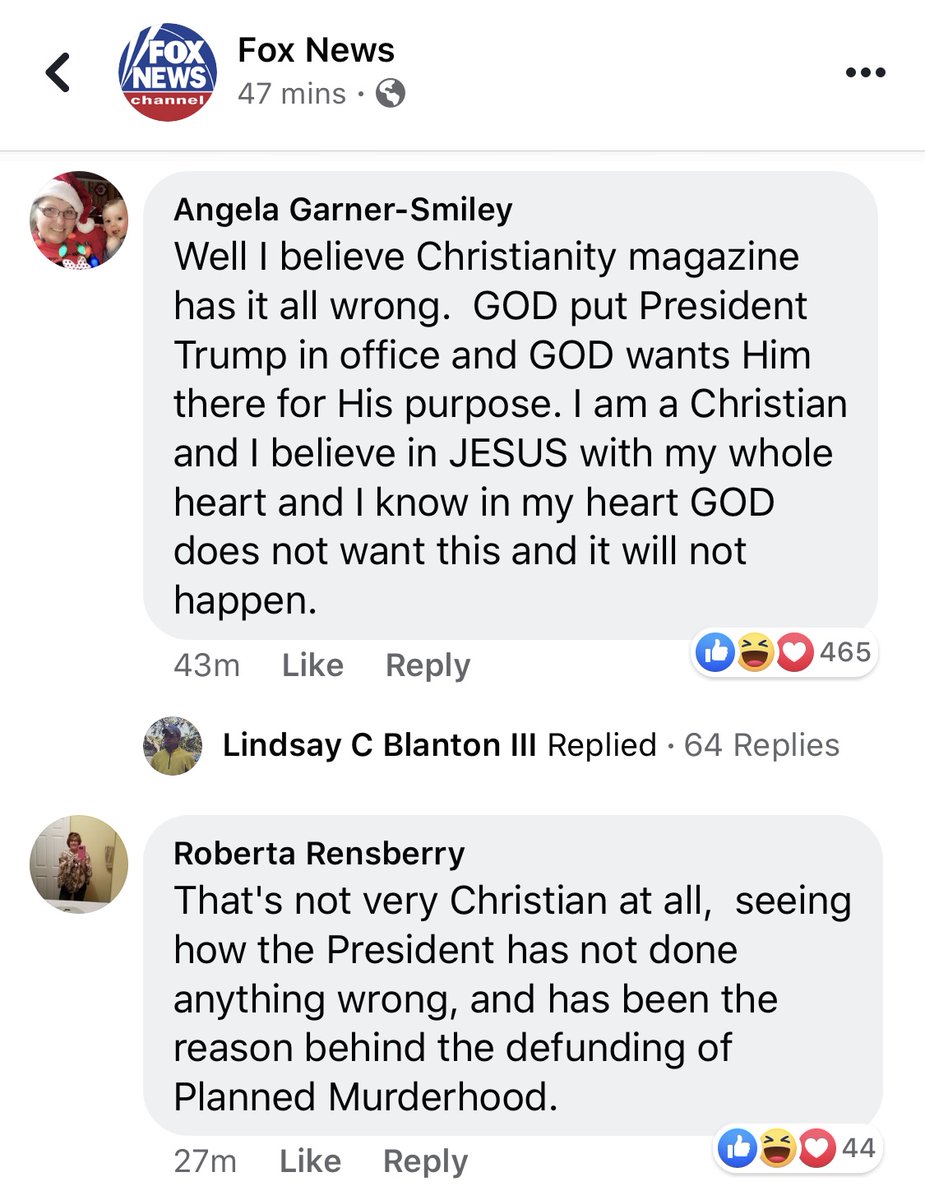 FOX
NEWS
channel
Fox News
47 mins ·
Angela Garner-Smiley
Well I believe Christianity magazine
has it all wrong.  GOD put President
Trump in office and GOD wants Him
there for His purpose. I am a Christian
and I believe in JESUS with my whole
heart and I know in my heart GOD
does not want this and it will not
happen.
43m Like Reply 465
Lindsay C Blanton III Replied · 64 Replies
Roberta Rensberry
That's not very Christian at all,  seeing
how the President has not done
anything wrong, and has been the
reason behind the defunding of
Planned Murderhood.
27m Like Reply 44